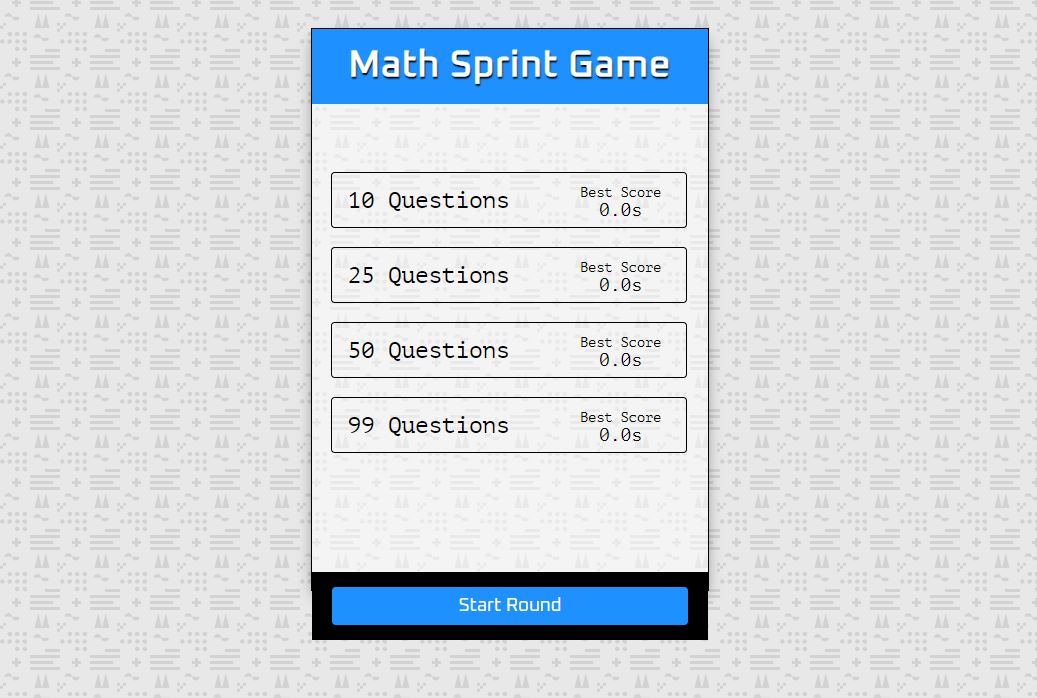 Math Sprint Game
10 Questions
Best Score
0.0s
25 Questions
Best Score
0.0s
50 Questions
Best Score
0.0s
99 Questions
Best Score
0.0s
Start Round